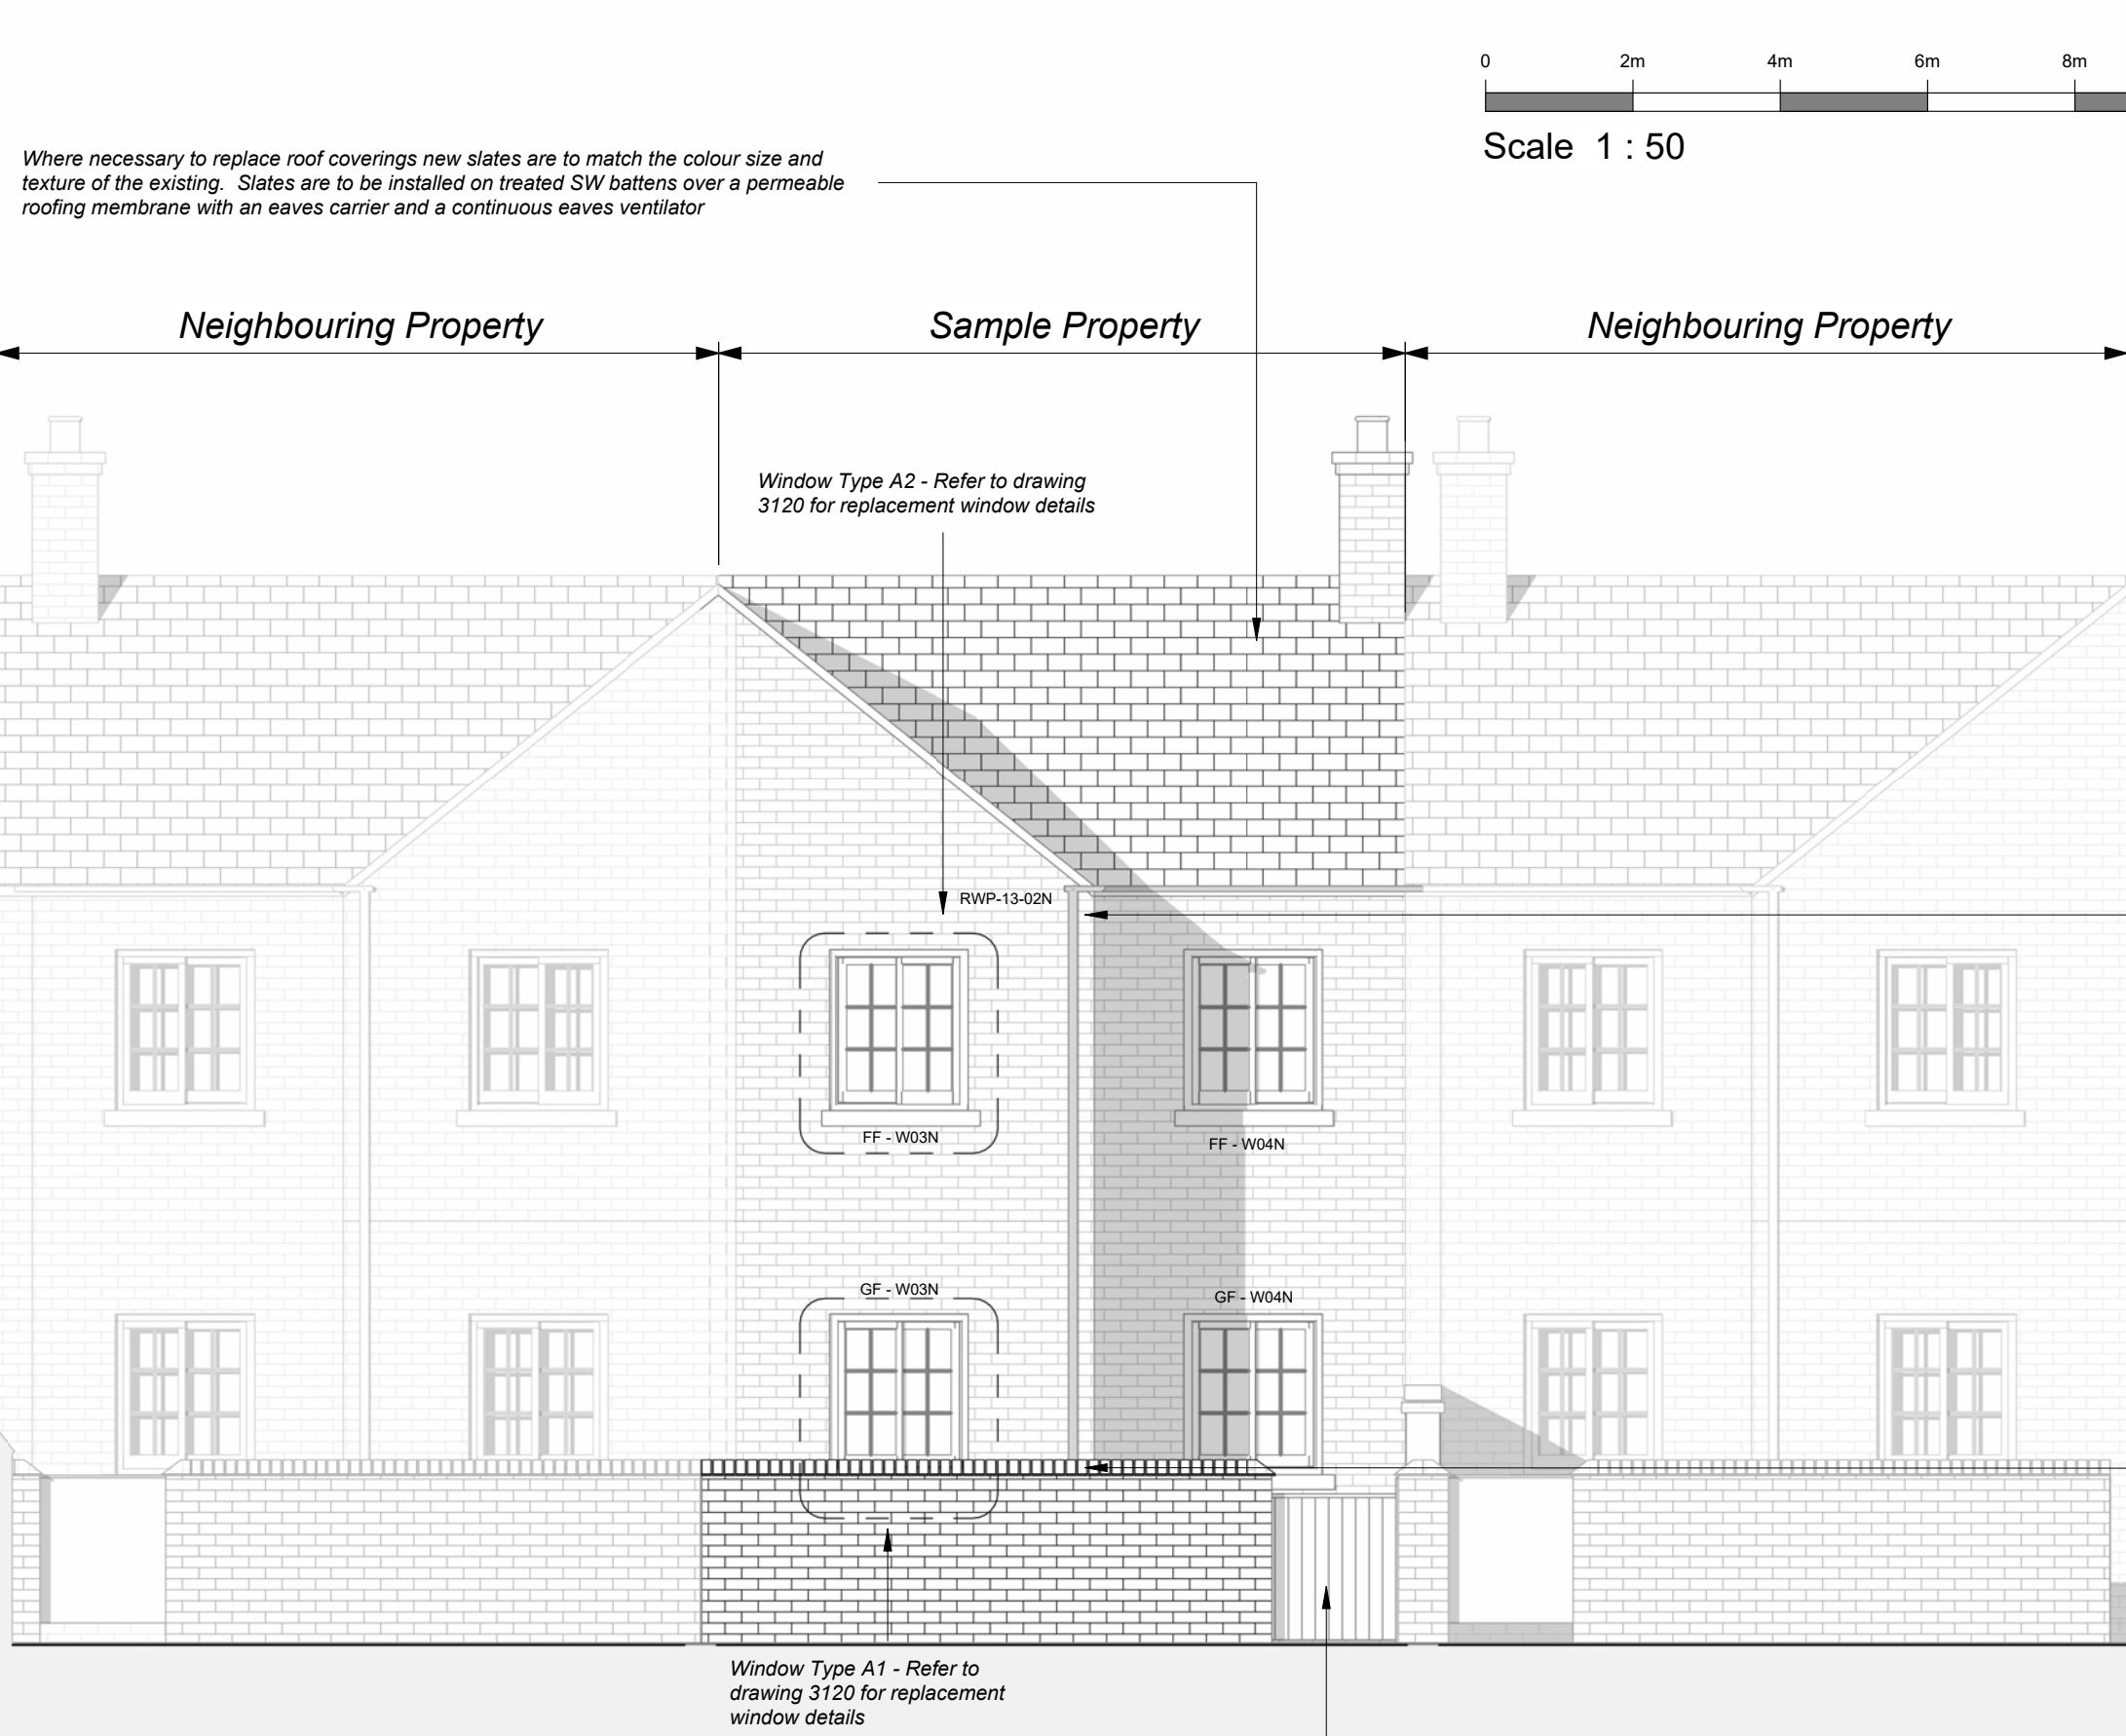 0 2m 4m 6m 8m
Scale 1 : 50
Where necessary to replace roof coverings new slates are to match the colour size and
texture of the existing. Slates are to be installed on treated SW battens over a permeable
roofing membrane with an eaves carrier and a continuous eaves ventilator
Neighbouring Property
Sample Property
Neighbouring Property
Window Type A2 - Refer to drawing
3120 for replacement window details
RWP-13-02N
FF - W03N
FF - W04N
GF - W03N
GF - W04N
Window Type A1 - Refer to
drawing 3120 for replacement
window details